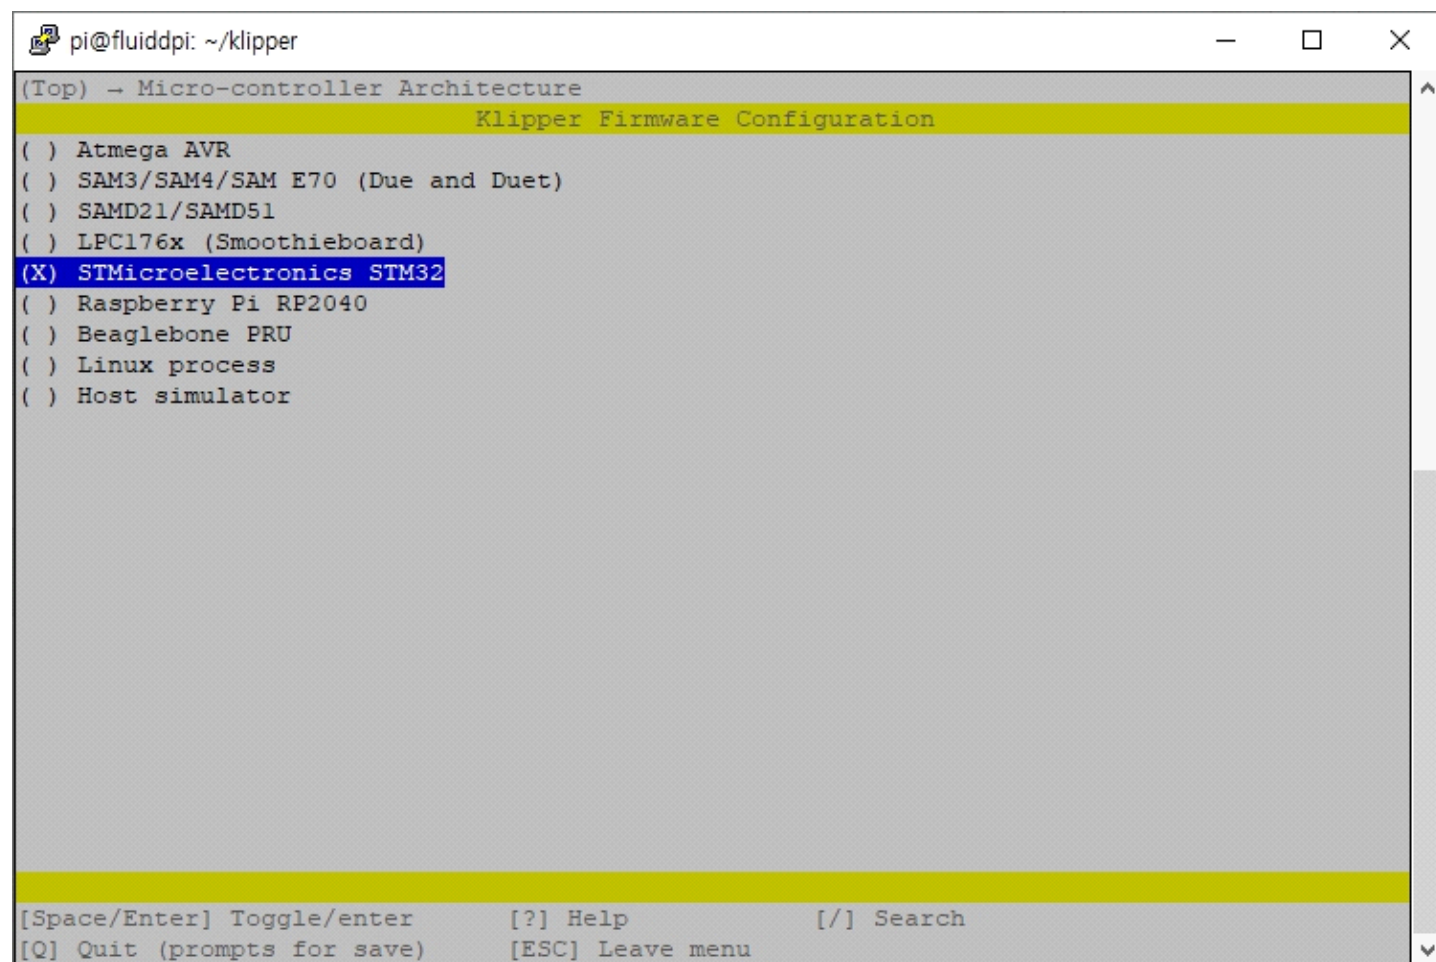 pi@fluiddpi: ~/klipper
(Top) → Micro-controller Architecture
Klipper Firmware Configuration
( ) Atmega AVR
( ) SAM3/SAM4/SAM E70 (Due and Duet)
( ) SAMD21/SAMD51
( ) LPC176x (Smoothieboard)
(X) STMicroelectronics STM32
( ) Raspberry Pi RP2040
( ) Beaglebone PRU
( ) Linux process
( ) Host simulator
[Space/Enter] Toggle/enter [?] Help [/] Search
[Q] Quit (prompts for save) [ESC] Leave menu